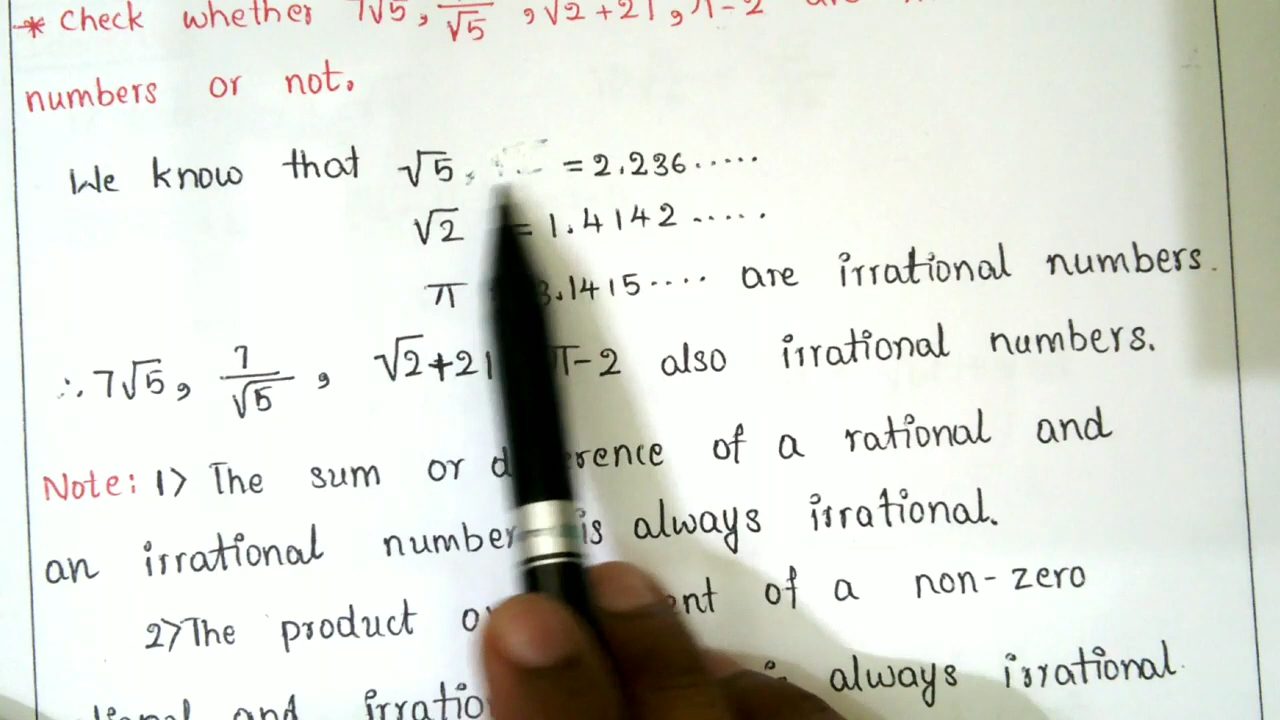 * Check whether 7√5, 7/√5, √2+21, π-2 are
numbers or not.
We know that √5, = 2.236.....
√2 = 1.4142.....
π 3.1415.... are irrational numbers.
∴ 7√5, 7/√5, √2+21 π-2 also irrational numbers.
Note: 1) The sum or of a rational and
an irrational number is always irrational.
2) The product of a non-zero
and always irrational.